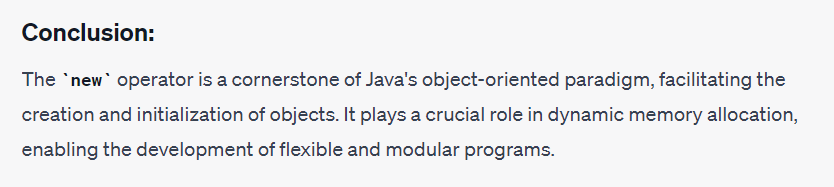 Conclusion:
The `new` operator is a cornerstone of Java's object-oriented paradigm, facilitating the
creation and initialization of objects. It plays a crucial role in dynamic memory allocation,
enabling the development of flexible and modular programs.